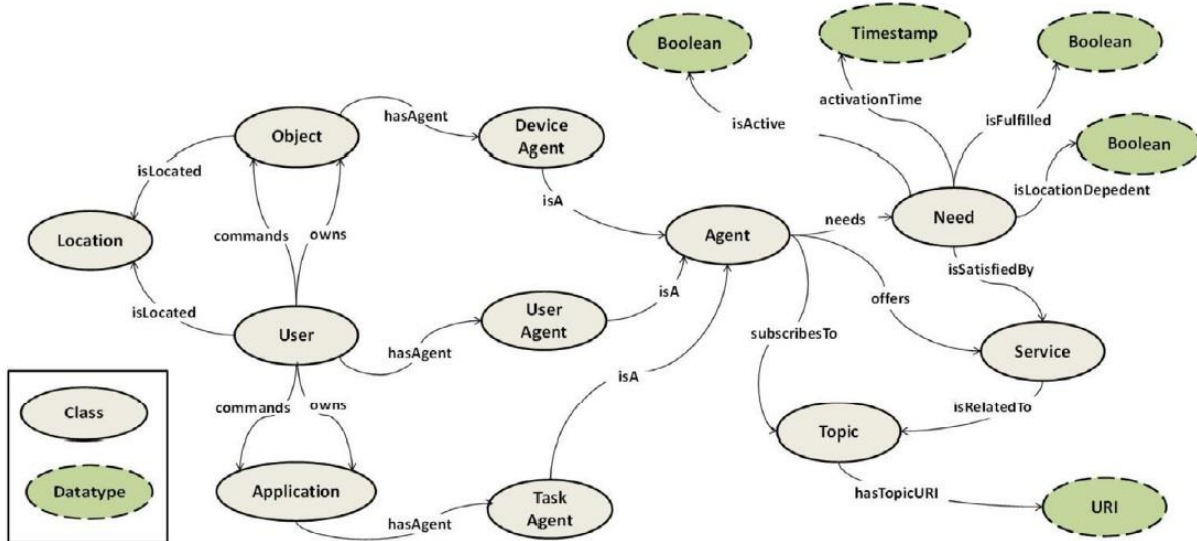 Boolean
Timestamp
Boolean
isActive
activationTime
isFulfilled
Boolean
isLocationDepedent
Object
hasAgent
Device
Agent
isLocated
isA
Location
commands
owns
Agent
needs
Need
isSatisfiedBy
isLocated
User
hasAgent
User
Agent
isA
offers
subscribesTo
Service
isA
isRelatedTo
Class
commands
owns
Topic
Datatype
Application
hasAgent
Task
Agent
hasTopicURI
URI